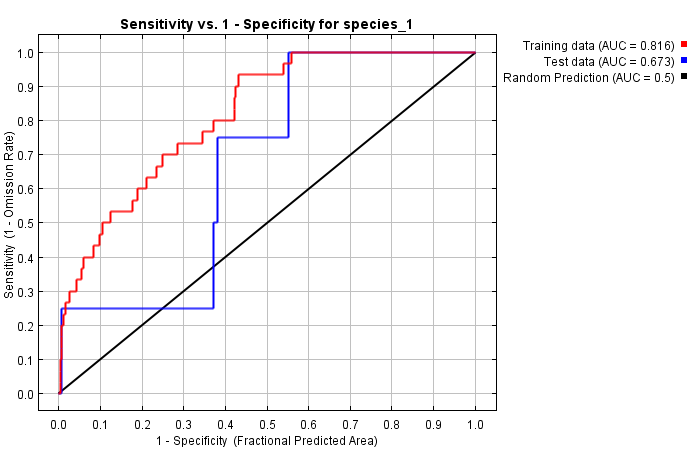 Sensitivity vs. 1 - Specificity for species_1
Training data (AUC = 0.816)
Test data (AUC = 0.673)
Random Prediction (AUC = 0.5)
Sensitivity (1 - Omission Rate)
1.0
0.9
0.8
0.7
0.6
0.5
0.4
0.3
0.2
0.1
0.0
0.0 0.1 0.2 0.3 0.4 0.5 0.6 0.7 0.8 0.9 1.0
1 - Specificity (Fractional Predicted Area)